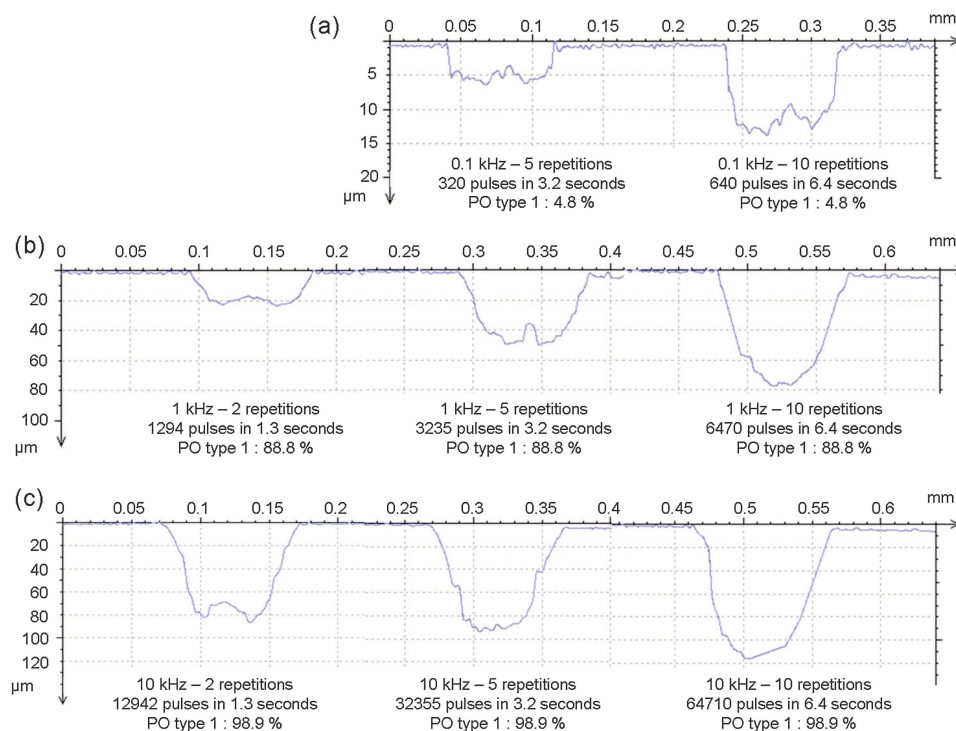 (a)
0 0.05 0.1 0.15 0.2 0.25 0.3 0.35 mm
5
10
15
20
µm
0.1 kHz – 5 repetitions
320 pulses in 3.2 seconds
PO type 1 : 4.8 %
0.1 kHz – 10 repetitions
640 pulses in 6.4 seconds
PO type 1 : 4.8 %
(b)
0 0.05 0.1 0.15 0.2 0.25 0.3 0.35 0.4 0.45 0.5 0.55 0.6 mm
20
40
60
80
100
µm
1 kHz – 2 repetitions
1294 pulses in 1.3 seconds
PO type 1 : 88.8 %
1 kHz – 5 repetitions
3235 pulses in 3.2 seconds
PO type 1 : 88.8 %
1 kHz – 10 repetitions
6470 pulses in 6.4 seconds
PO type 1 : 88.8 %
(c)
0 0.05 0.1 0.15 0.2 0.25 0.3 0.35 0.4 0.45 0.5 0.55 0.6 mm
20
40
60
80
100
120
µm
10 kHz – 2 repetitions
12942 pulses in 1.3 seconds
PO type 1 : 98.9 %
10 kHz – 5 repetitions
32355 pulses in 3.2 seconds
PO type 1 : 98.9 %
10 kHz – 10 repetitions
64710 pulses in 6.4 seconds
PO type 1 : 98.9 %